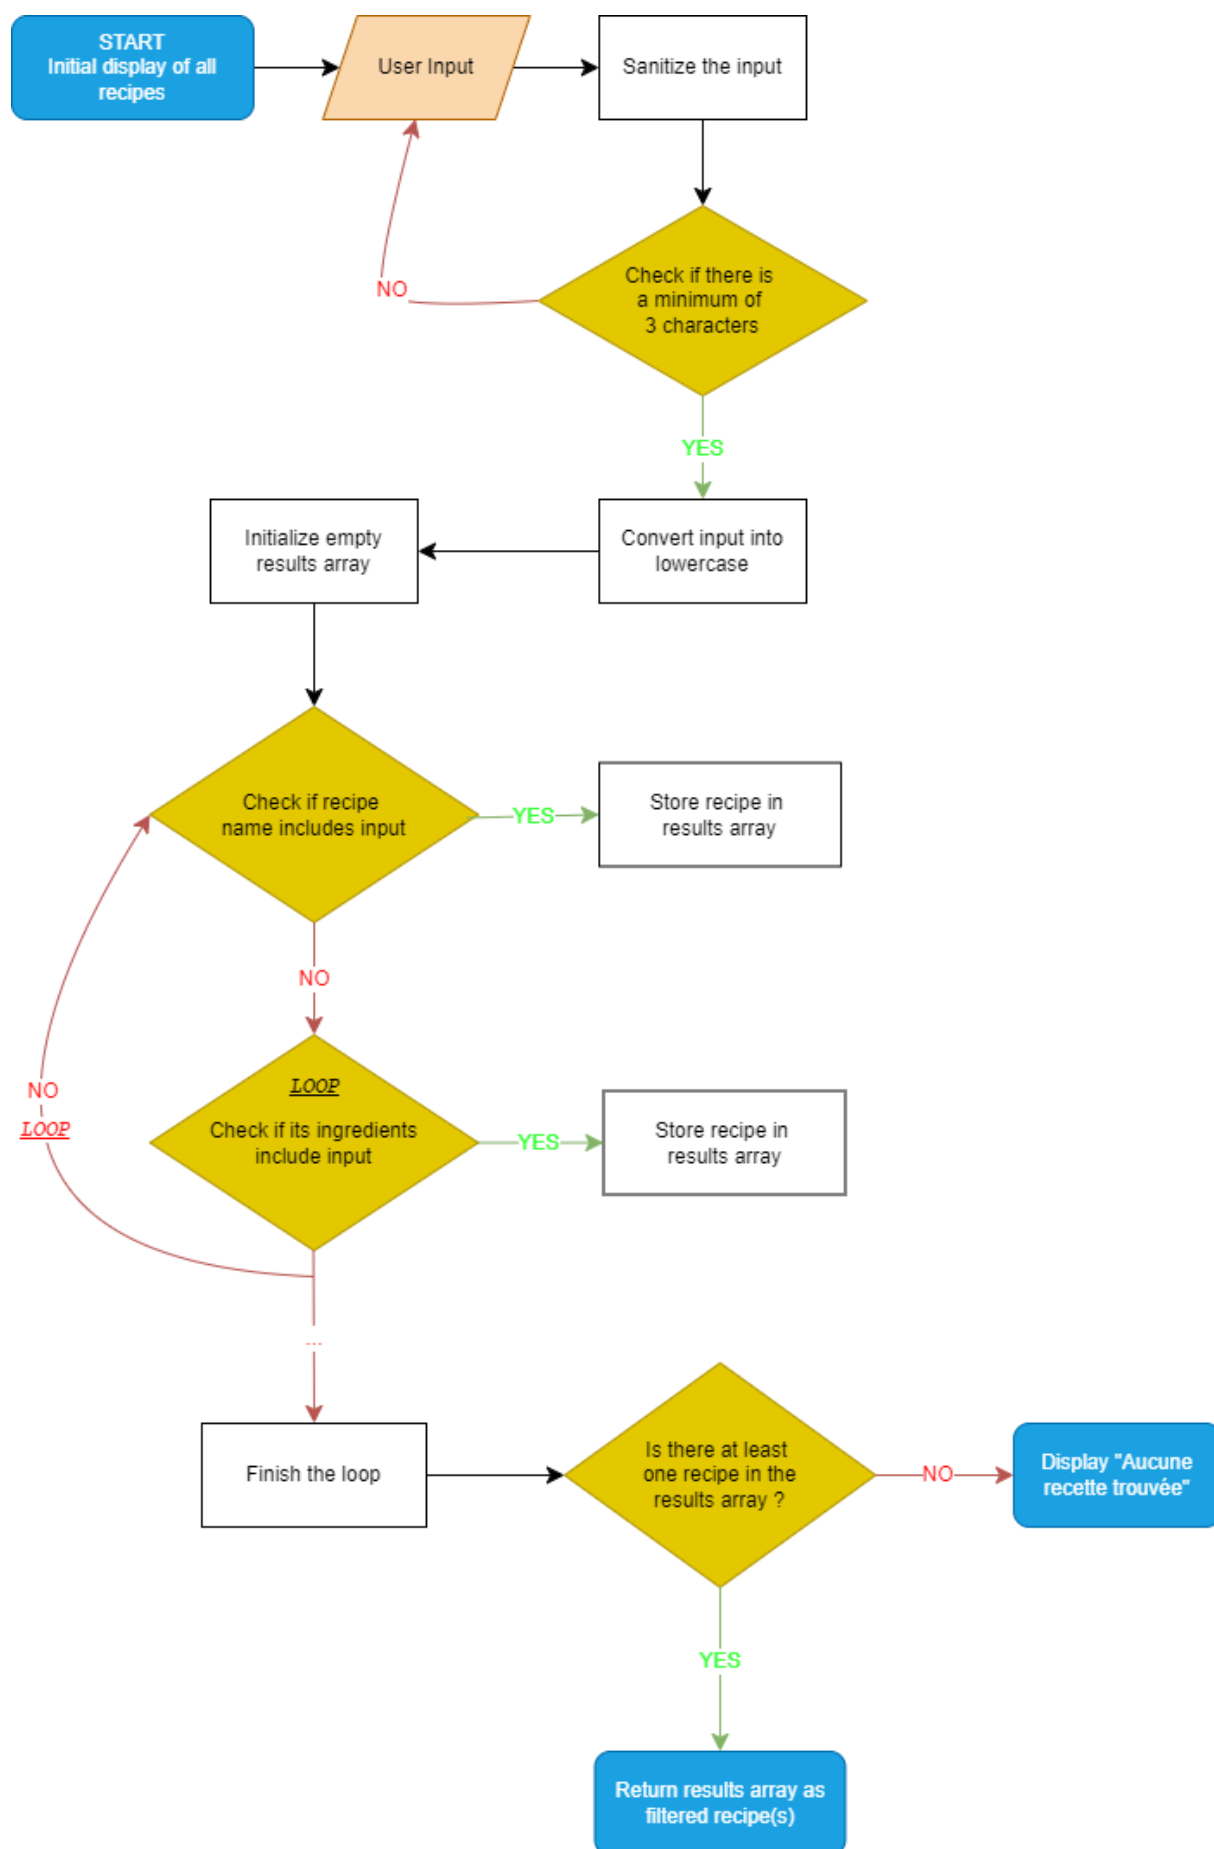 START
Initial display of all
recipes
User Input
Sanitize the input
Check if there is
a minimum of
3 characters
NO
YES
Convert input into
lowercase
Initialize empty
results array
Check if recipe
name includes input
YES
Store recipe in
results array
NO
LOOP
Check if its ingredients
include input
YES
Store recipe in
results array
NO
LOOP
...
Finish the loop
Is there at least
one recipe in the
results array ?
NO
Display "Aucune
recette trouvée"
YES
Return results array as
filtered recipe(s)